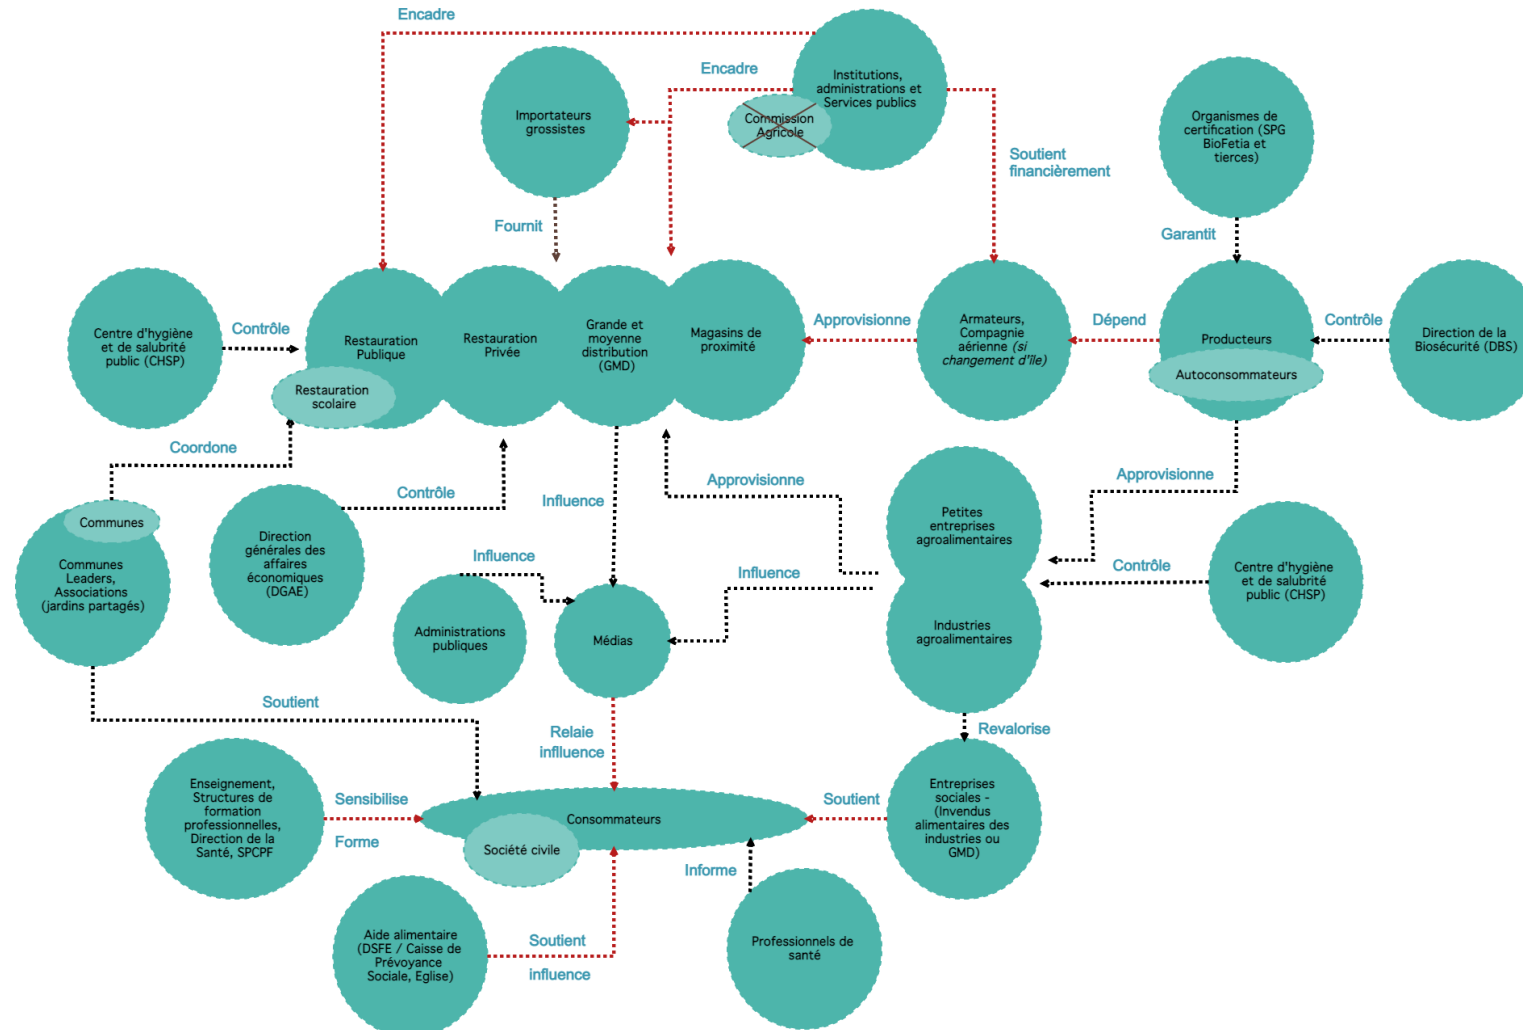 Encadre
Institutions,
administrations et
Services publics
Encadre
Importateurs
grossistes
Commission
Agricole
Organismes de
certification (SPG
BioFetia et
tierces)
Soutient
financièrement
Fournit
Garantit
Centre d'hygiène
et de salubrité
public (CHSP)
Contrôle
Restauration
Publique
Restauration
scolaire
Restauration
Privée
Grande et
moyenne
distribution
(GMD)
Magasins de
proximité
Approvisionne
Armateurs,
Compagnie
aérienne (si
changement d'île)
Dépend
Producteurs
Autoconsommateurs
Contrôle
Direction de la
Biosécurité (DBS)
Coordone
Communes
Communes
Leaders,
Associations
(jardins partagés)
Contrôle
Direction
générales des
affaires
économiques
(DGAE)
Influence
Approvisionne
Approvisionne
Petites
entreprises
agroalimentaires
Influence
Influence
Contrôle
Centre d'hygiène
et de salubrité
public (CHSP)
Administrations
publiques
Médias
Industries
agroalimentaires
Soutient
Relaie
infliuence
Revalorise
Enseignement,
Structures de
formation
professionnelles,
Direction de la
Santé, SPCPF
Sensibilise
Forme
Consommateurs
Société civile
Soutient
Entreprises
sociales -
(Invendus
alimentaires des
industries ou
GMD)
Informe
Aide alimentaire
(DSFE / Caisse de
Prévoyance
Sociale, Eglise)
Soutient
influence
Professionnels de
santé